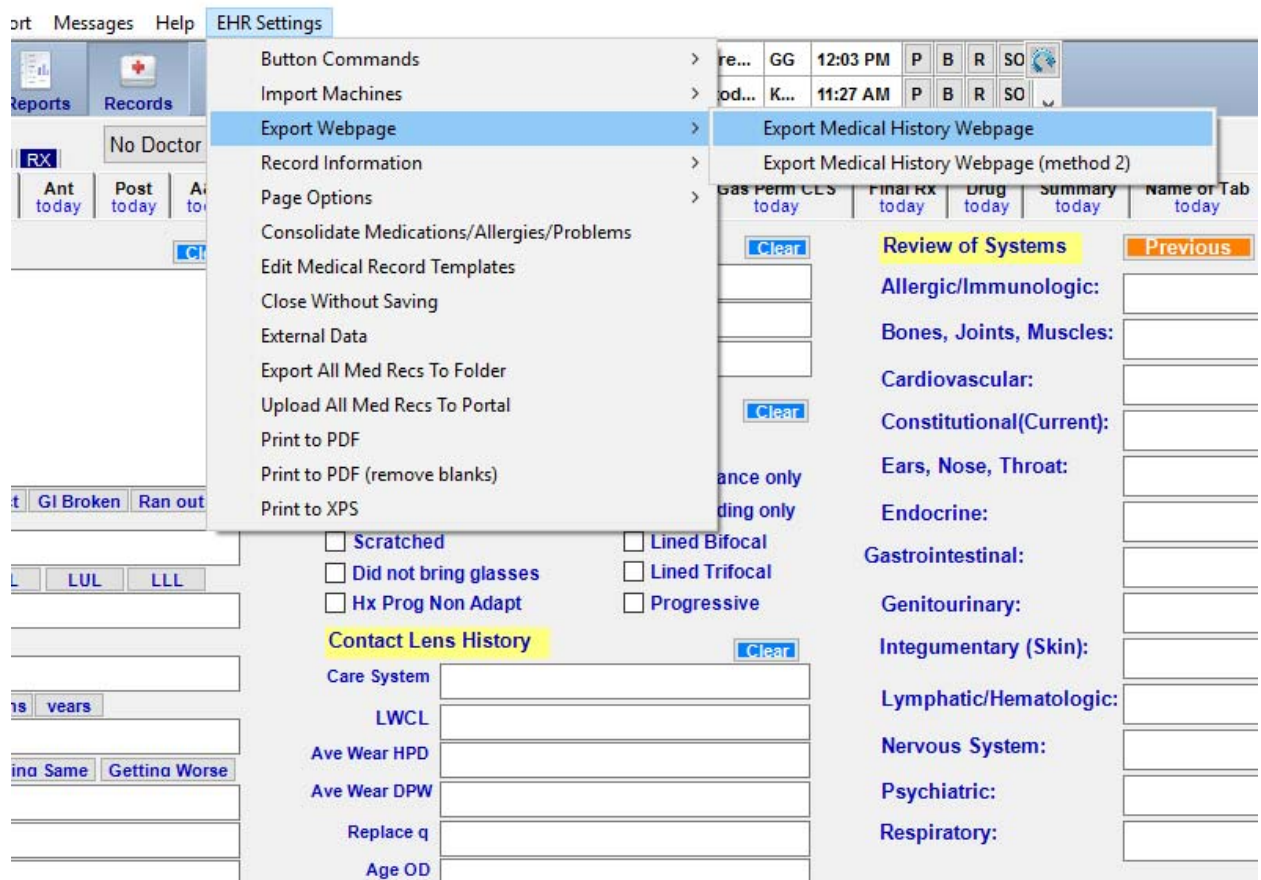 ort Messages Help EHR Settings
Reports Records
re... GG 12:03 PM P B R SO
od... K... 11:27 AM P B R SO
Button Commands >
Import Machines >
Export Webpage >
Record Information >
Page Options >
Consolidate Medications/Allergies/Problems
Edit Medical Record Templates
Close Without Saving
External Data
Export All Med Recs To Folder
Upload All Med Recs To Portal
Print to PDF
Print to PDF (remove blanks)
Print to XPS
Export Medical History Webpage
Export Medical History Webpage (method 2)
RX No Doctor
Ant Post
today today
Gas Perm CLS Final Rx Drug Summary Name of Tab
today today today today today
Clear
Review of Systems Previous
Allergic/Immunologic:
Bones, Joints, Muscles:
Cardiovascular:
Clear
Constitutional(Current):
Ears, Nose, Throat:
Endocrine:
Gastrointestinal:
Genitourinary:
Integumentary (Skin):
Lymphatic/Hematologic:
Nervous System:
Psychiatric:
Respiratory:
GI Broken Ran out
ance only
ding only
Scratched Lined Bifocal
LUL LLL Did not bring glasses Lined Trifocal
Hx Prog Non Adapt Progressive
Contact Lens History Clear
Care System
years
LWCL
Ave Wear HPD
Same Getting Worse
Ave Wear DPW
Replace q
Age OD